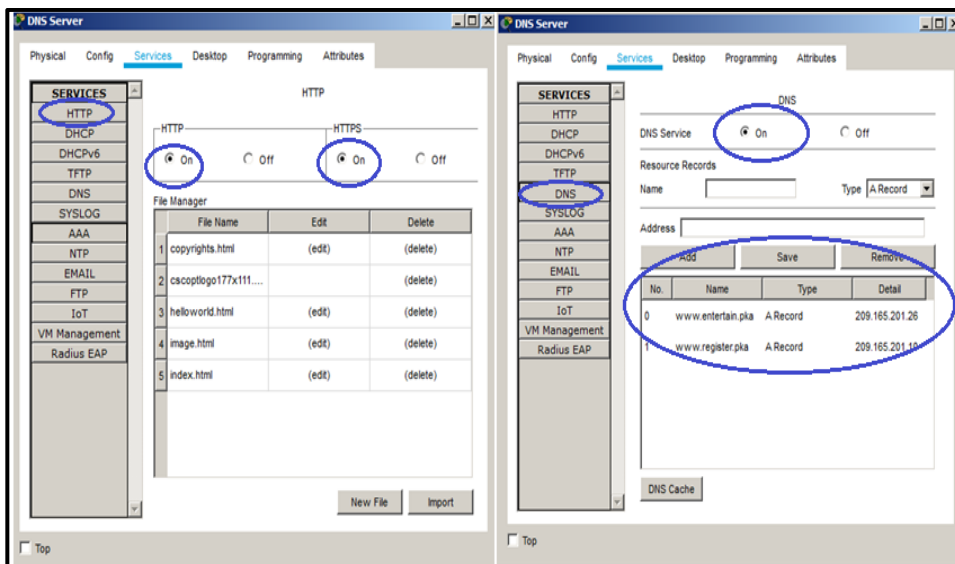 DNS Server
Physical Config Services Desktop Programming Attributes
SERVICES
HTTP
DHCP
DHCPv6
TFTP
DNS
SYSLOG
AAA
NTP
EMAIL
FTP
IoT
VM Management
Radius EAP
HTTP
HTTP HTTPS
On Off On Off
File Manager
File Name Edit Delete
1 copyrights.html (edit) (delete)
2 cscoptlogo177x111.... (delete)
3 helloworld.html (edit) (delete)
4 image.html (edit) (delete)
5 index.html (edit) (delete)
New File Import
Top
DNS Server
Physical Config Services Desktop Programming Attributes
SERVICES
HTTP
DHCP
DHCPv6
TFTP
DNS
SYSLOG
AAA
NTP
EMAIL
FTP
IoT
VM Management
Radius EAP
DNS
DNS Service On Off
Resource Records
Name Type A Record
Address
Add Save Remove
No. Name Type Detail
0 www.entertain.pka A Record 209.165.201.26
1 www.register.pka A Record
DNS Cache
Top